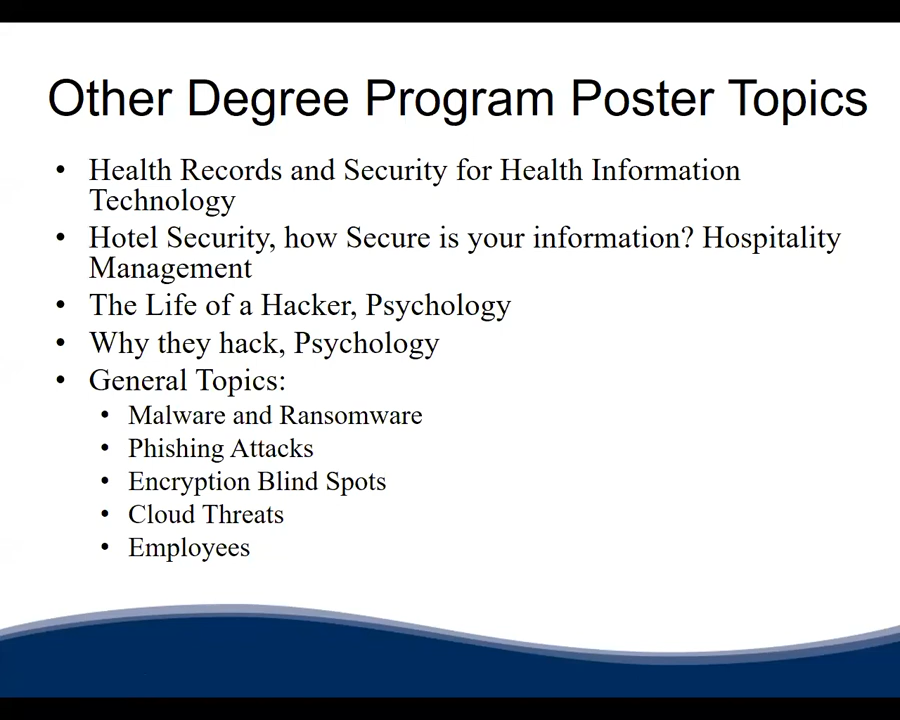 Other Degree Program Poster Topics
• Health Records and Security for Health Information
Technology
• Hotel Security, how Secure is your information? Hospitality
Management
• The Life of a Hacker, Psychology
• Why they hack, Psychology
• General Topics:
• Malware and Ransomware
• Phishing Attacks
• Encryption Blind Spots
• Cloud Threats
• Employees